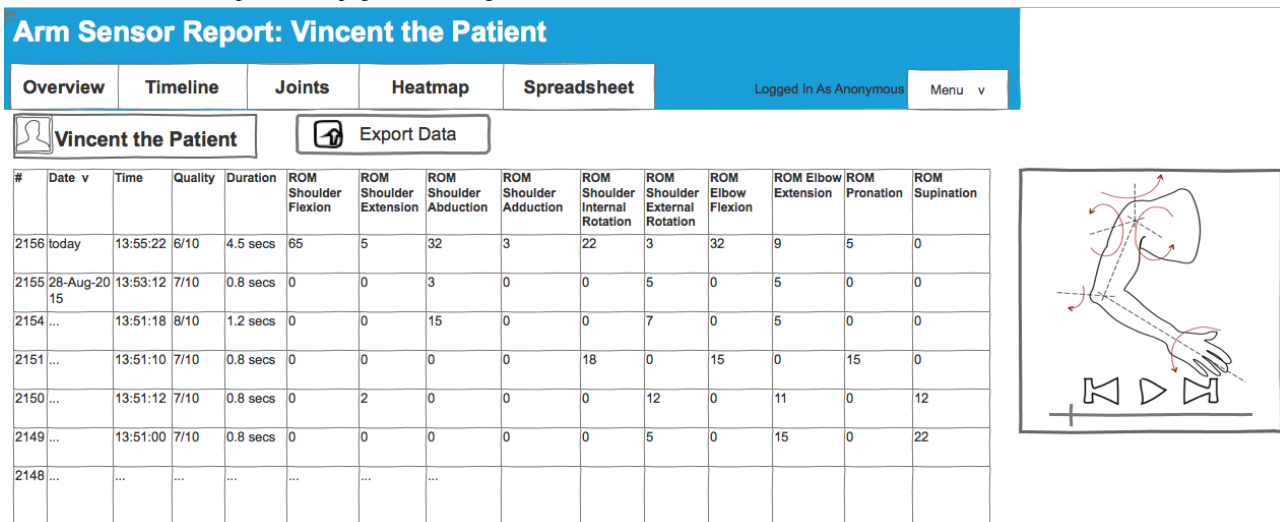 Arm Sensor Report: Vincent the Patient
Overview Timeline Joints Heatmap Spreadsheet Logged In As Anonymous Menu v
Vincent the Patient Export Data
# Date v Time Quality Duration ROM Shoulder Flexion ROM Shoulder Extension ROM Shoulder Abduction ROM Shoulder Adduction ROM Shoulder Internal Rotation ROM Shoulder External Rotation ROM Elbow Flexion ROM Elbow Extension ROM Pronation ROM Supination
2156 today 13:55:22 6/10 4.5 secs 65 5 32 3 22 3 32 9 5 0
2155 28-Aug-2015 13:53:12 7/10 0.8 secs 0 0 3 0 0 5 0 5 0 0
2154 ... 13:51:18 8/10 1.2 secs 0 0 15 0 0 7 0 5 0 0
2151 ... 13:51:10 7/10 0.8 secs 0 0 0 0 18 0 15 0 15 0
2150 ... 13:51:12 7/10 0.8 secs 0 2 0 0 0 12 0 11 0 12
2149 ... 13:51:00 7/10 0.8 secs 0 0 0 0 0 5 0 15 0 22
2148 ... ... ... ... ... ... ...